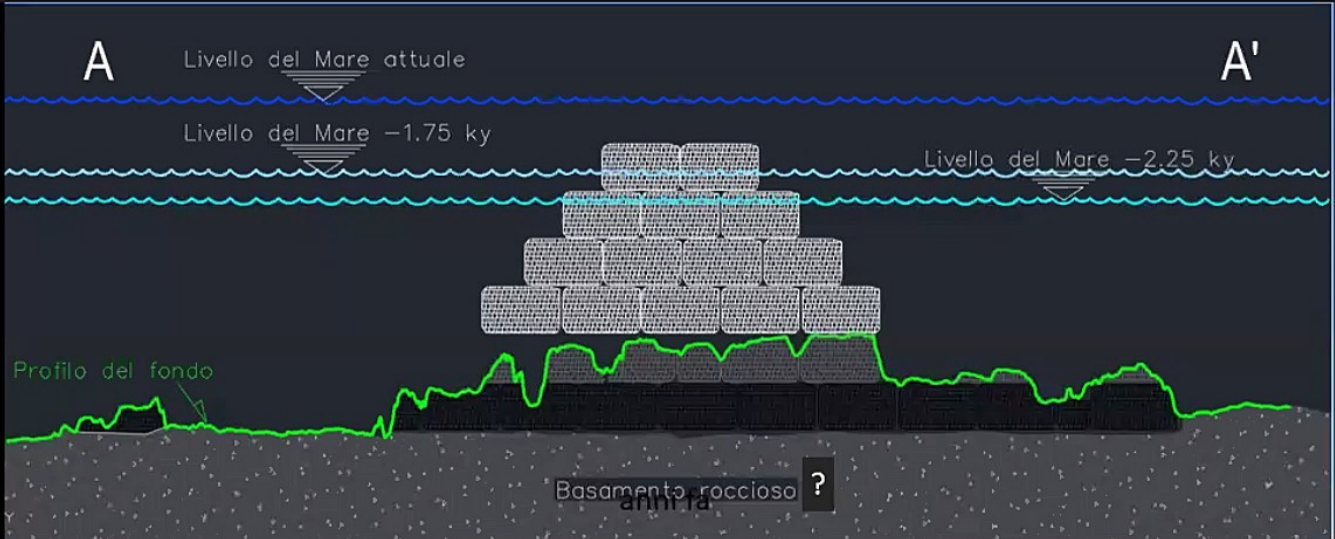 A
A'
Livello del Mare attuale
Livello del Mare -1.75 ky
Livello del Mare -2.25 ky
Profilo del fondo
Basamento roccioso ?
anni fa